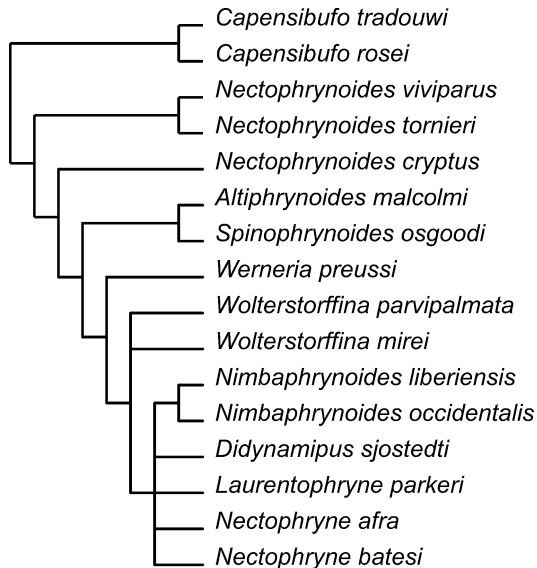 Capensibufo tradouwi
Capensibufo rosei
Nectophrynoides viviparus
Nectophrynoides tornieri
Nectophrynoides cryptus
Altiphrynoides malcolmi
Spinophrynoides osgoodi
Werneria preussi
Wolterstorffina parvipalmata
Wolterstorffina mirei
Nimbaphrynoides liberiensis
Nimbaphrynoides occidentalis
Didynamipus sjostedti
Laurentophryne parkeri
Nectophryne afra
Nectophryne batesi